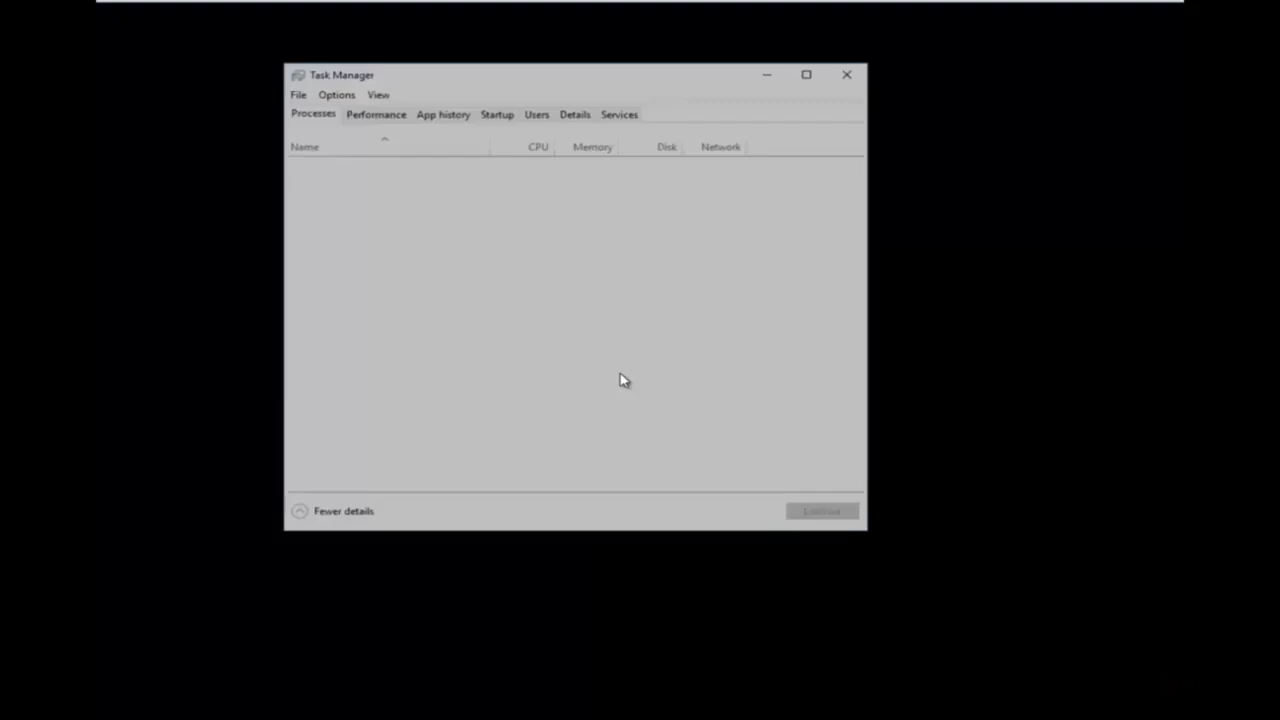 Task Manager
File Options View
Processes Performance App history Startup Users Details Services
Name CPU Memory Disk Network
Fewer details